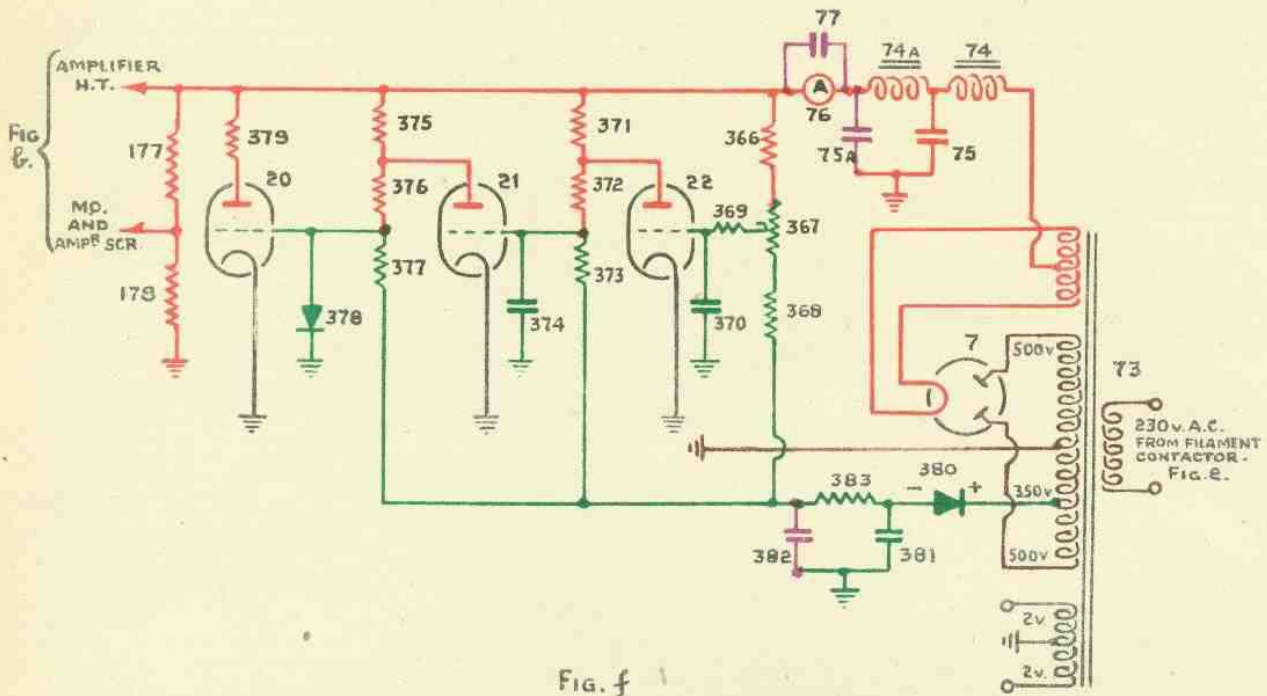 77
74A
74
AMPLIFIER
H.T.
FIG
b.
379
375
371
366
A
76
75A
75
177
376
372
20
21
22
369
367
MO.
AND
AMPR SCR.
178
378
377
374
373
370
368
7
500v
73
230v. A.C.
FROM FILAMENT
CONTACTOR.
FIG. e.
383
- 380 +
350v
382
381
500v
2v.
2v.
FIG. f